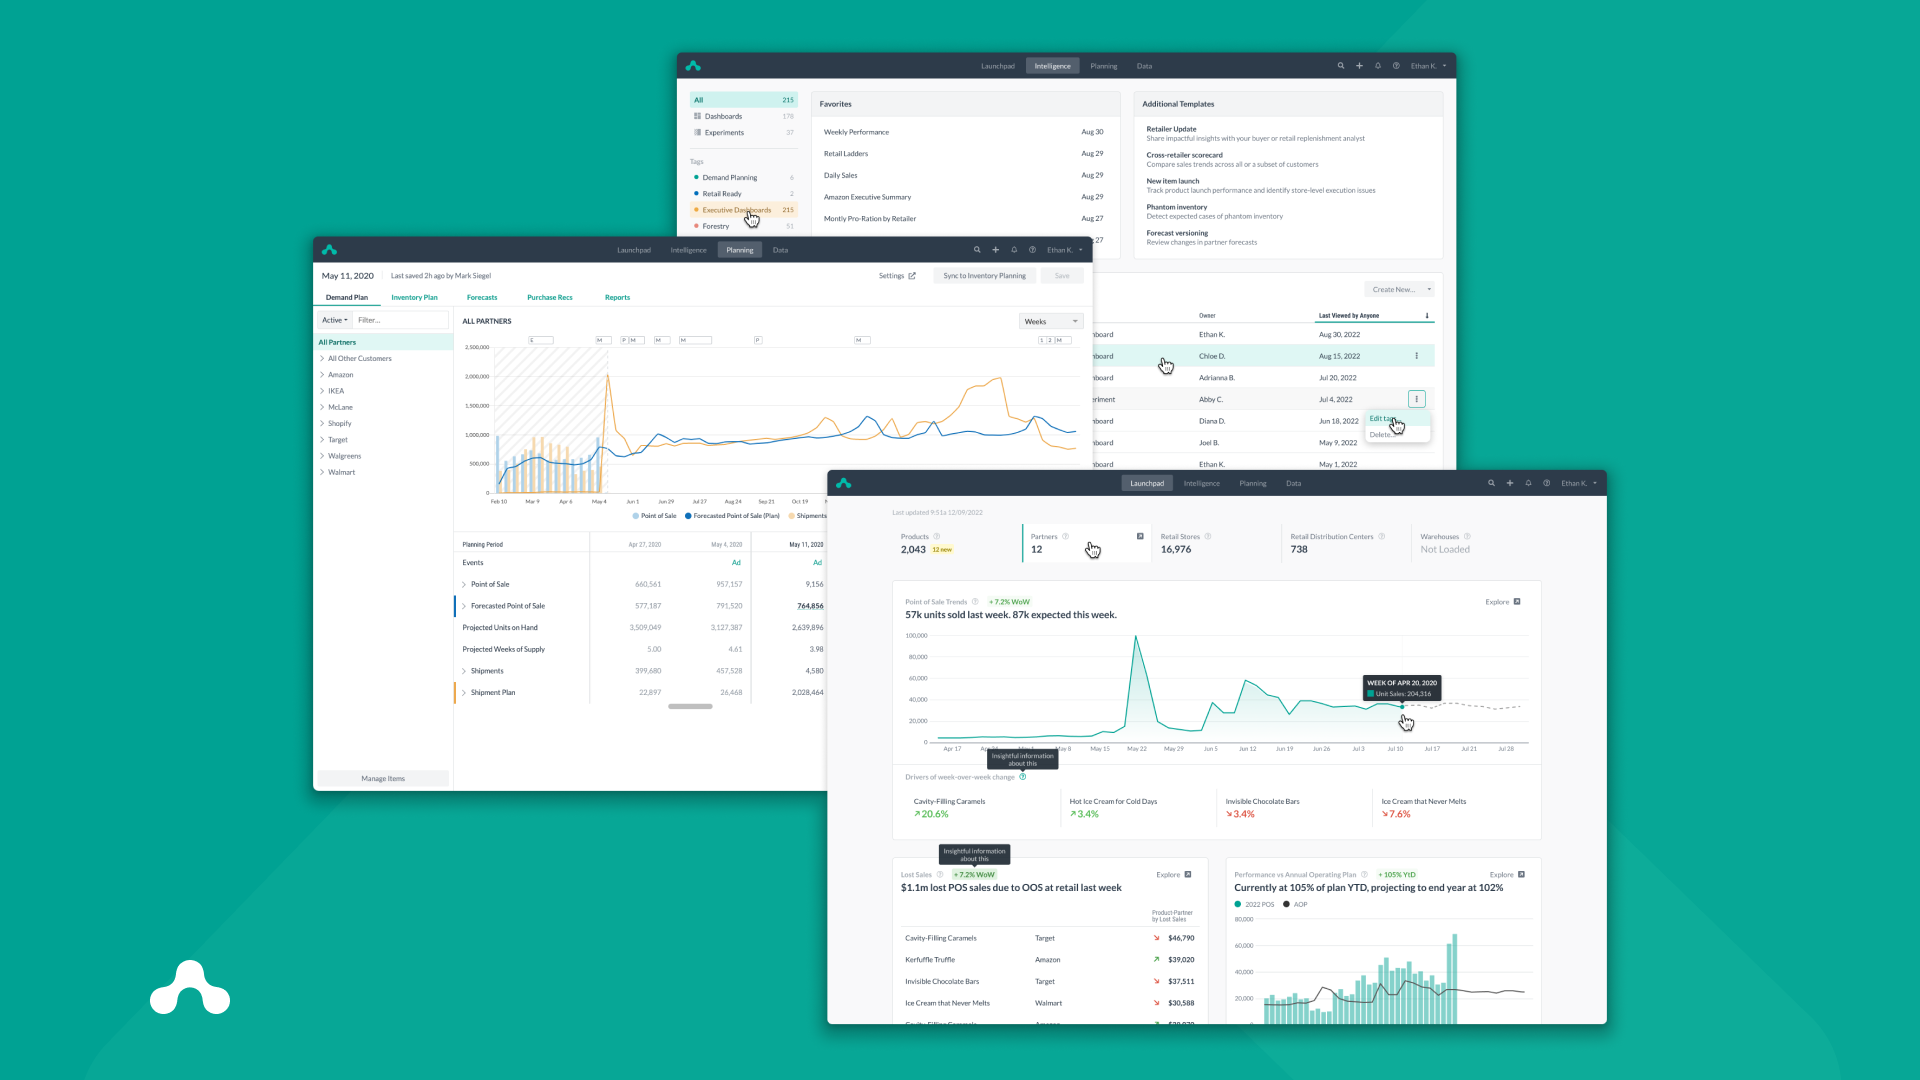 Launchpad Intelligence Planning Data Ethan K.
All 215
Dashboards 178
Experiments 37
Tags
Demand Planning 6
Retail Ready 2
Executive Dashboards 215
Forestry 51
Favorites
Weekly Performance Aug 30
Retail Ladders Aug 29
Daily Sales Aug 29
Amazon Executive Summary Aug 29
Montly Pro-Ration by Retailer Aug 27
27
Additional Templates
Retailer Update
Share impactful insights with your buyer or retail replenishment analyst
Cross-retailer scorecard
Compare sales trends across all or a subset of customers
New item launch
Track product launch performance and identify store-level execution issues
Phantom inventory
Detect expected cases of phantom inventory
Forecast versioning
Review changes in partner forecasts
Create New...
Owner Last Viewed by Anyone
board Ethan K. Aug 30, 2022
board Chloe D. Aug 15, 2022
board Adrianna B. Jul 20, 2022
eriment Abby C. Jul 4, 2022
Diana D. Jun 18, 2022
board Joel B. May 9, 2022
board Ethan K. May 1, 2022
Edit
Delete...
Launchpad Intelligence Planning Data Ethan K.
May 11, 2020 Last saved 2h ago by Mark Siegel Settings Sync to Inventory Planning Save
Demand Plan Inventory Plan Forecasts Purchase Recs Reports
Active Filter...
All Partners
All Other Customers
Amazon
IKEA
McLane
Shopify
Target
Walgreens
Walmart
Manage Items
ALL PARTNERS Weeks
E M P M M M P M 1 2 M
2,500,000
2,000,000
1,500,000
1,000,000
500,000
0
Feb 10 Mar 9 Apr 6 May 4 Jun 1 Jun 29 Jul 27 Aug 24 Sep 21 Oct 19
Point of Sale Forecasted Point of Sale (Plan) Shipments
Planning Period Apr 27, 2020 May 4, 2020 May 11, 2020
Events Ad Ad
Point of Sale 660,561 957,157 9,156
Forecasted Point of Sale 577,187 791,520 764,856
Projected Units on Hand 3,509,049 3,127,387 2,639,896
Projected Weeks of Supply 5.00 4.61 3.98
Shipments 399,680 457,528 4,580
Shipment Plan 22,897 26,468 2,028,464
Launchpad Intelligence Planning Data Ethan K.
Last updated 9:51a 12/09/2022
Products Partners Retail Stores Retail Distribution Centers Warehouses
2,043 12 new 12 16,976 738 Not Loaded
Point of Sale Trends + 7.2% WoW Explore
57k units sold last week. 87k expected this week.
100,000
80,000
60,000
40,000
20,000
0
WEEK OF APR 20, 2020
Unit Sales: 204,316
Apr 17 May 8 May 15 May 22 May 29 Jun 5 Jun 12 Jun 19 Jun 26 Jul 3 Jul 10 Jul 17 Jul 21 Jul 28
Insightful information
about this
Drivers of week-over-week change
Cavity-Filling Caramels Hot Ice Cream for Cold Days Invisible Chocolate Bars Ice Cream that Never Melts
20.6% 3.4% 3.4% 7.6%
Insightful information
about this
Lost Sales + 7.2% WoW Explore
$1.1m lost POS sales due to OOS at retail last week
Product-Partner
by Lost Sales
Cavity-Filling Caramels Target $46,790
Kerfuffle Truffle Amazon $39,020
Invisible Chocolate Bars Target $37,511
Ice Cream that Never Melts Walmart $30,588
Performance vs Annual Operating Plan + 105% YtD Explore
Currently at 105% of plan YTD, projecting to end year at 102%
2022 POS AOP
80,000
60,000
40,000
20,000